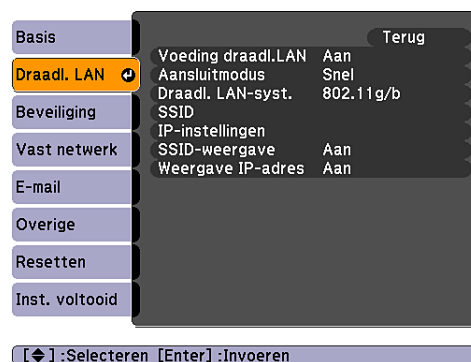 Basis
Draadl. LAN
Beveiliging
Vast netwerk
E-mail
Overige
Resetten
Inst. voltooid
Terug
Voeding draadl.LAN Aan
Aansluitmodus Snel
Draadl. LAN-syst. 802.11g/b
SSID
IP-instellingen
SSID-weergave Aan
Weergave IP-adres Aan
[◆] :Selecteren [Enter] :Invoeren